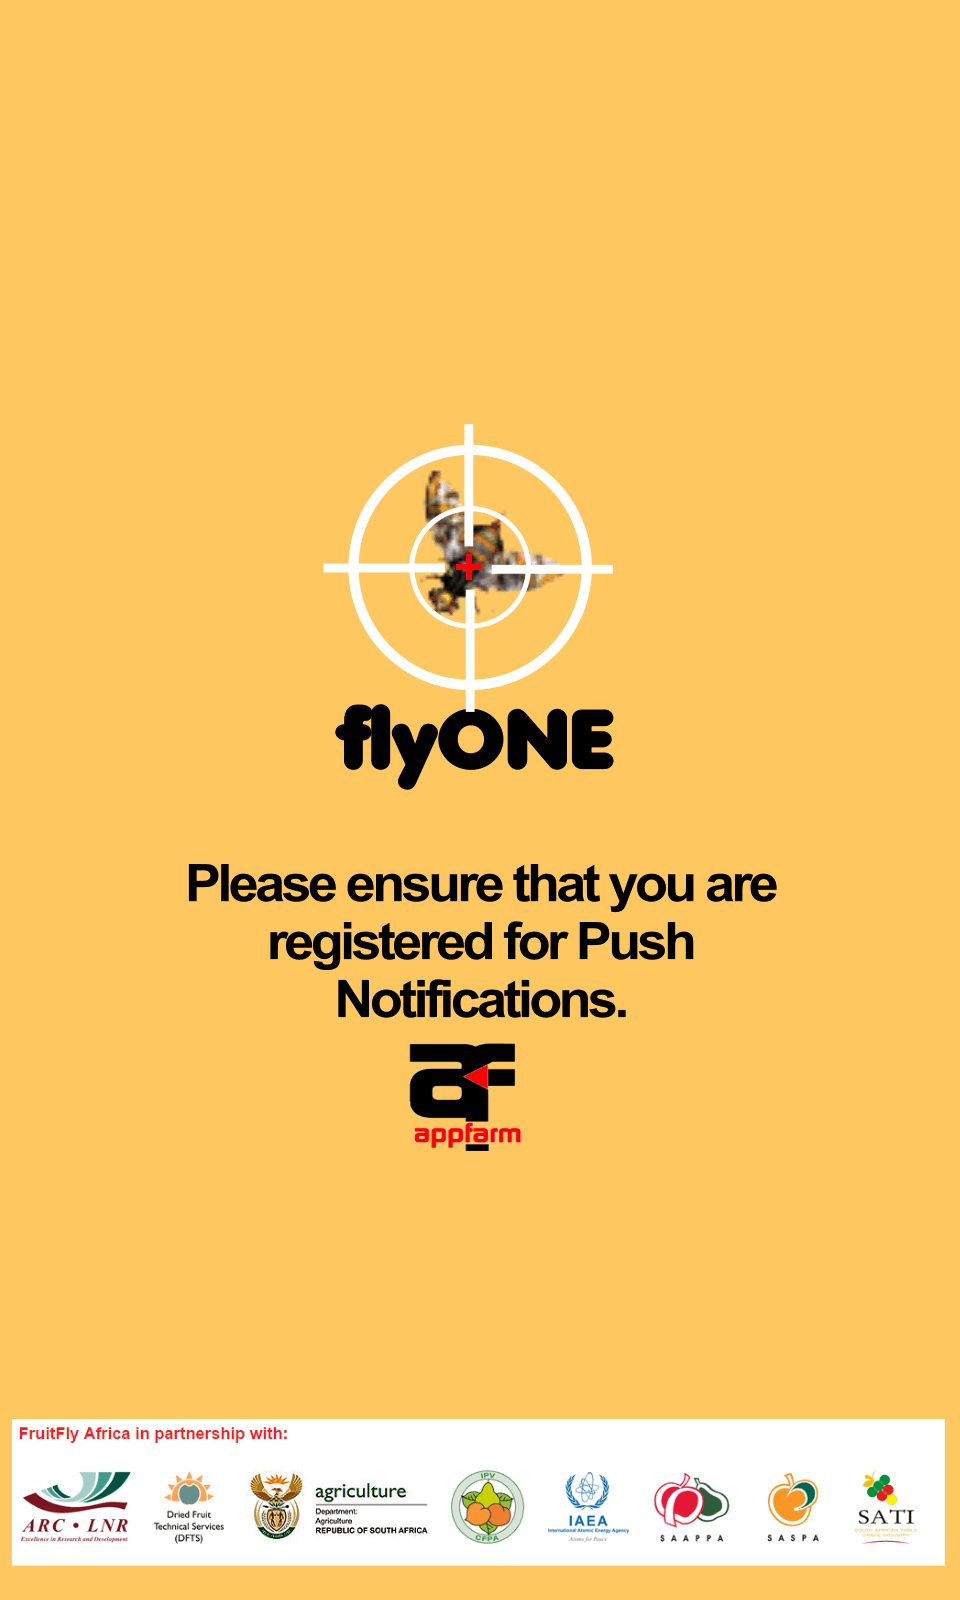 flyONE
Please ensure that you are
registered for Push
Notifications.
af
appfarm
FruitFly Africa in partnership with:
ARC • LNR
Excellence in Research and Development
Dried Fruit
Technical Services
(DFTS)
agriculture
Department:
Agriculture
REPUBLIC OF SOUTH AFRICA
IPV
CFPA
IAEA
International Atomic Energy Agency
Atoms for Peace
SAAPPA
SASPA
SATI
SOUTH AFRICAN TABLE
GRAPE INDUSTRY